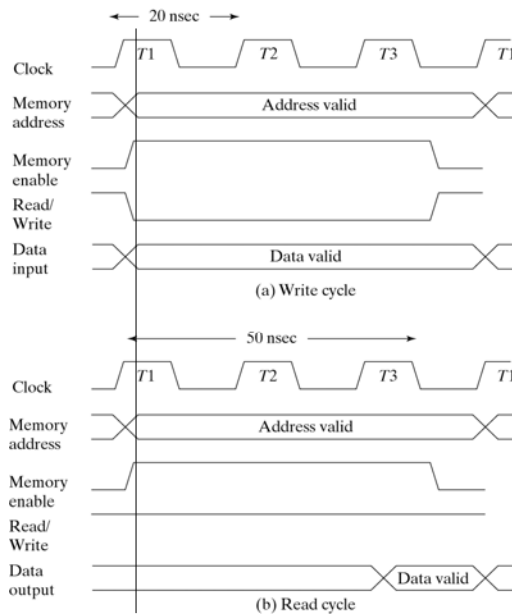 20 nsec
Clock T1 T2 T3 T1
Memory
address Address valid
Memory
enable
Read/
Write
Data
input Data valid
(a) Write cycle
50 nsec
Clock T1 T2 T3 T1
Memory
address Address valid
Memory
enable
Read/
Write
Data
output Data valid
(b) Read cycle